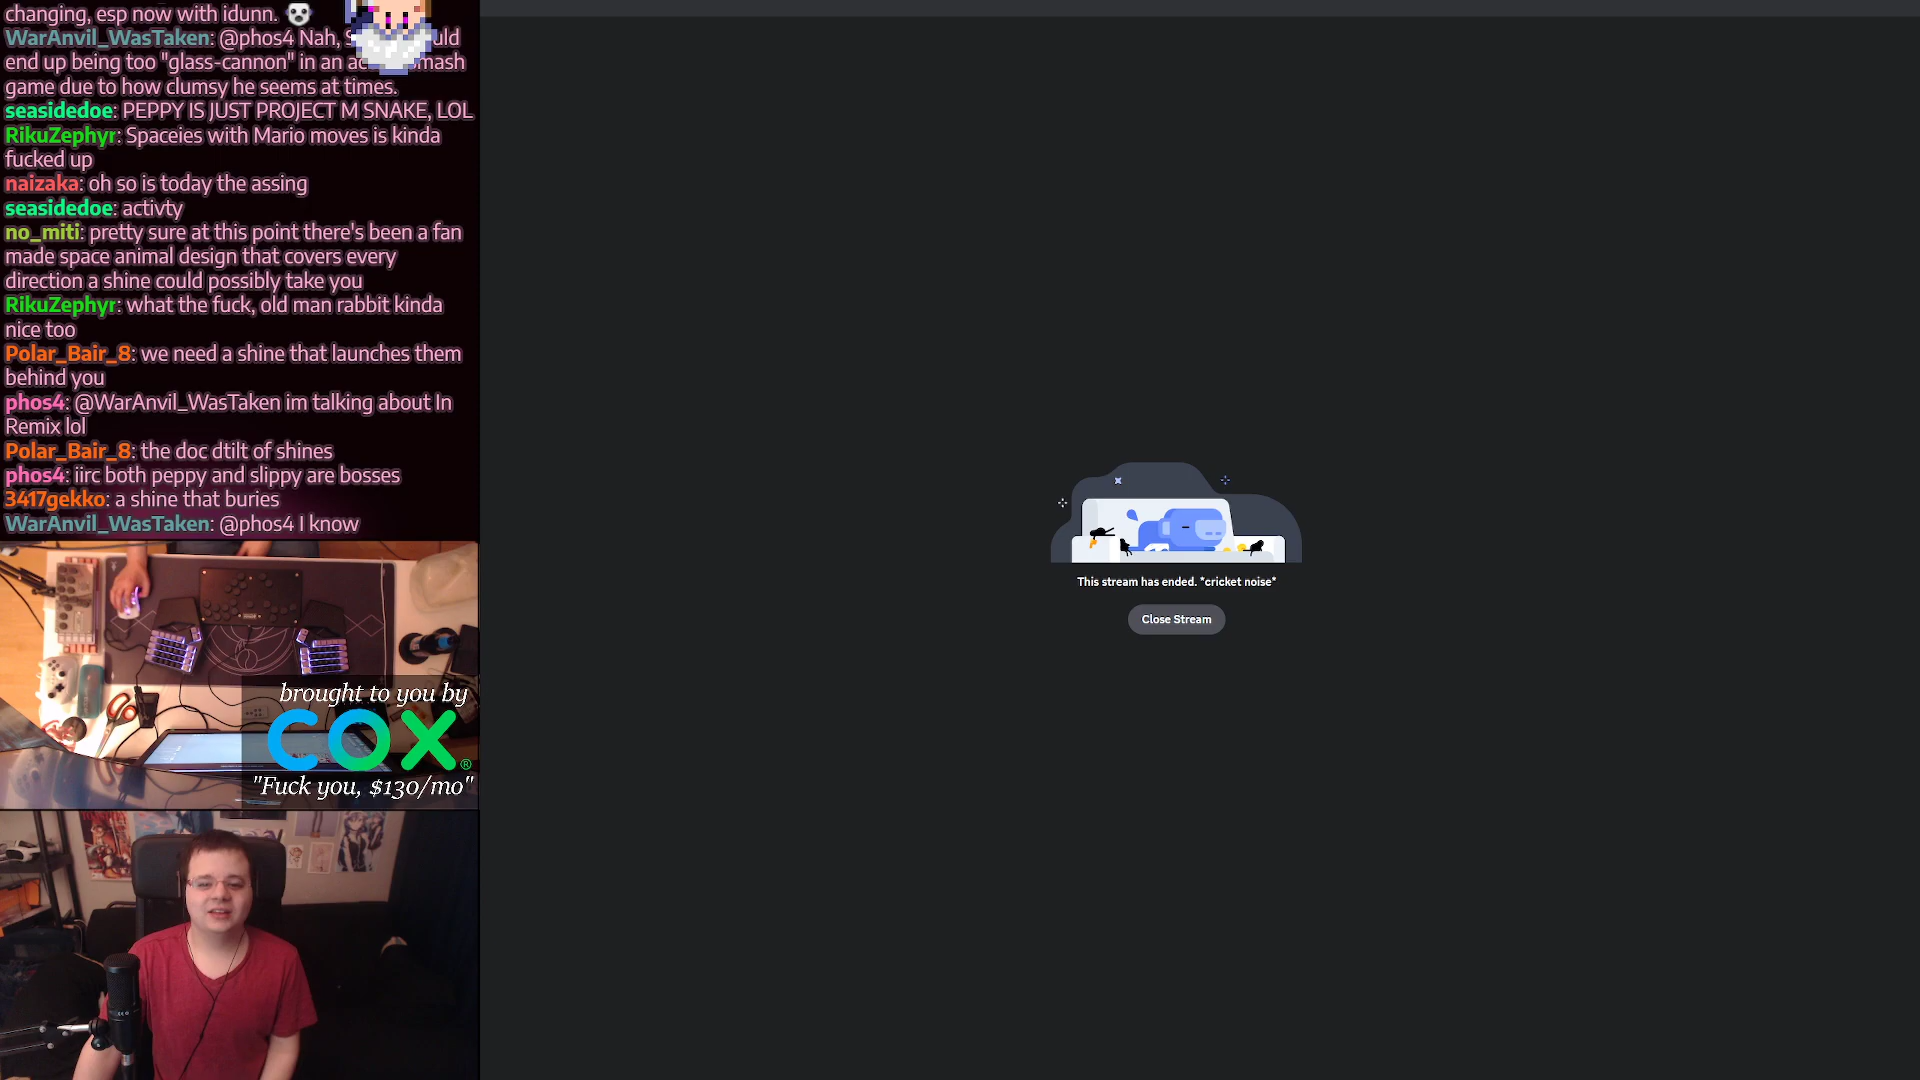 changing, esp now with idunn.
WarAnvil_WasTaken: @phos4 Nah, S uld
end up being too "glass-cannon" in an ac mash
game due to how clumsy he seems at times.
seasidedoe: PEPPY IS JUST PROJECT M SNAKE, LOL
RikuZephyr: Spaceies with Mario moves is kinda
fucked up
naizaka: oh so is today the assing
seasidedoe: activty
no_miti: pretty sure at this point there's been a fan
made space animal design that covers every
direction a shine could possibly take you
RikuZephyr: what the fuck, old man rabbit kinda
nice too
Polar_Bair_8: we need a shine that launches them
behind you
phos4: @WarAnvil_WasTaken im talking about In
Remix lol
Polar_Bair_8: the doc dtilt of shines
phos4: iirc both peppy and slippy are bosses
3417gekko: a shine that buries
WarAnvil_WasTaken: @phos4 I know
brought to you by
COX®
"Fuck you, $130/mo"
This stream has ended. *cricket noise*
Close Stream